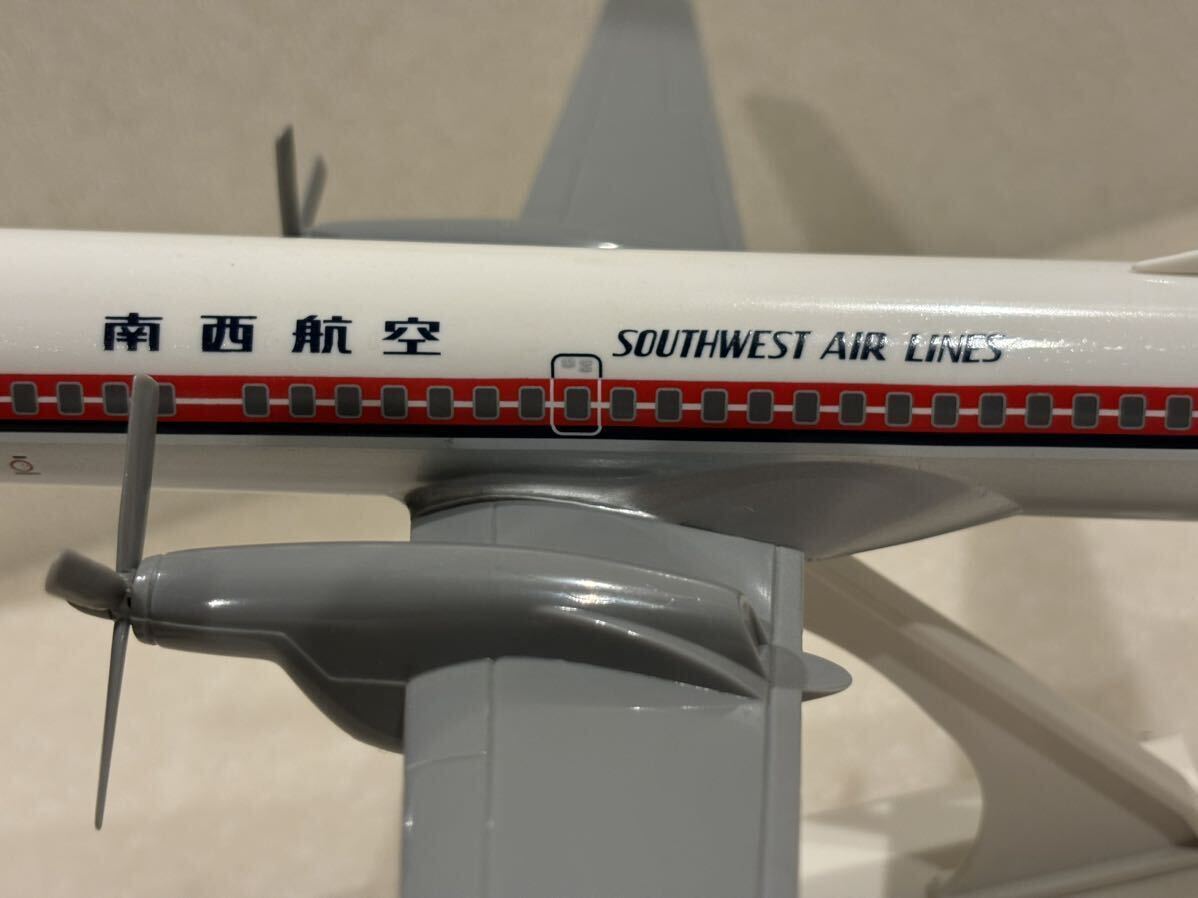 南西航空
SOUTHWEST AIR LINES